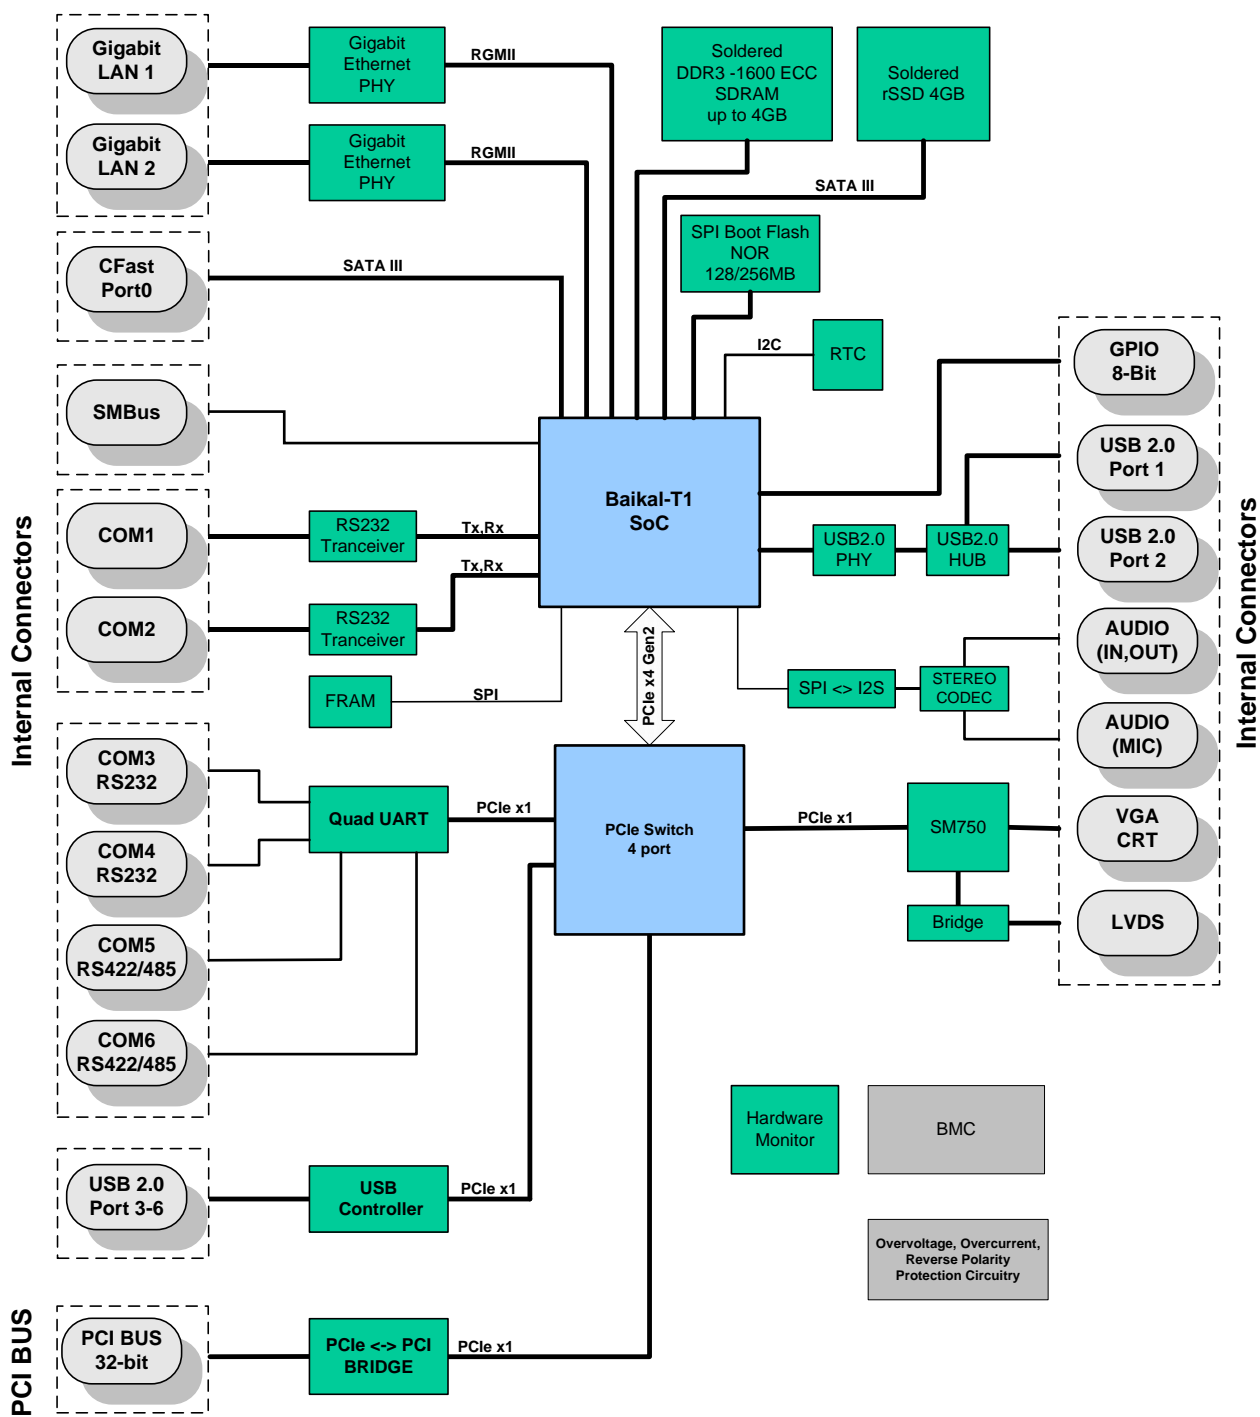 Gigabit
LAN 1
Gigabit
Ethernet
PHY
RGMII
Soldered
DDR3 -1600 ECC
SDRAM
up to 4GB
Soldered
rSSD 4GB
Gigabit
LAN 2
Gigabit
Ethernet
PHY
RGMII
SATA III
SPI Boot Flash
NOR
128/256MB
CFast
Port0
SATA III
I2C
RTC
GPIO
8-Bit
SMBus
USB 2.0
Port 1
Baikal-T1
SoC
Internal Connectors
COM1
RS232
Tranceiver
Tx,Rx
USB2.0
PHY
USB2.0
HUB
USB 2.0
Port 2
Internal Connectors
Tx,Rx
COM2
RS232
Tranceiver
PCIe x4 Gen2
AUDIO
(IN,OUT)
FRAM
SPI
SPI <> I2S
STEREO
CODEC
AUDIO
(MIC)
COM3
RS232
Quad UART
PCIe x1
PCIe Switch
4 port
PCIe x1
SM750
VGA
CRT
COM4
RS232
Bridge
LVDS
COM5
RS422/485
COM6
RS422/485
Hardware
Monitor
BMC
USB 2.0
Port 3-6
USB
Controller
PCIe x1
Overvoltage, Overcurrent,
Reverse Polarity
Protection Circuitry
PCI BUS
PCI BUS
32-bit
PCIe <-> PCI
BRIDGE
PCIe x1